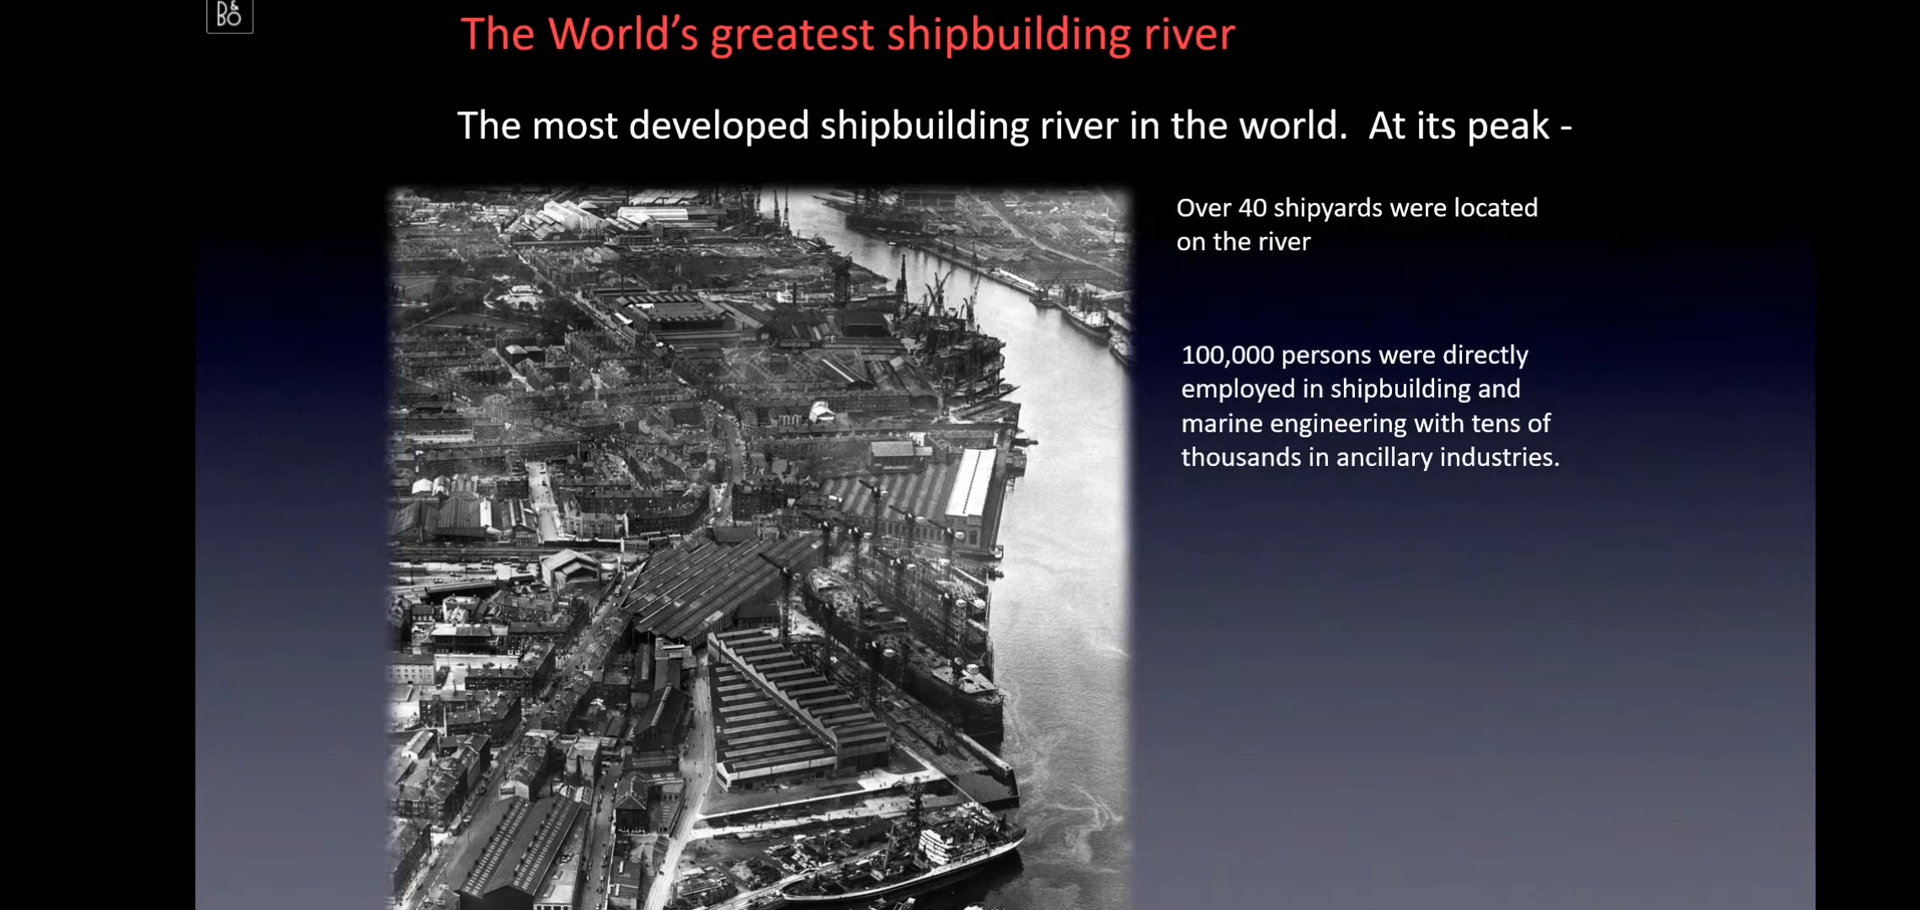 B&O
The World's greatest shipbuilding river
The most developed shipbuilding river in the world.  At its peak -
Over 40 shipyards were located
on the river
100,000 persons were directly
employed in shipbuilding and
marine engineering with tens of
thousands in ancillary industries.